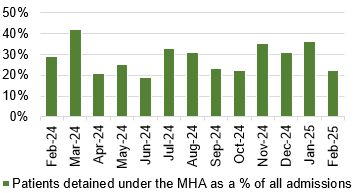 50%
40%
30%
20%
10%
0%
Feb-24
Mar-24
Apr-24
May-24
Jun-24
Jul-24
Aug-24
Sep-24
Oct-24
Nov-24
Dec-24
Jan-25
Feb-25
Patients detained under the MHA as a % of all admissions